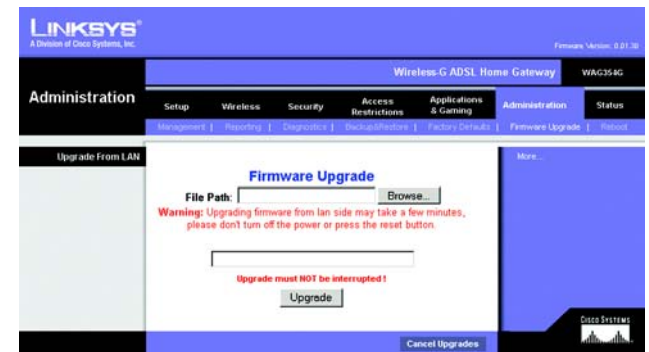 LINKSYS®
A Division of Cisco Systems, Inc.
Firmware Version: 0.01.30
Wireless-G ADSL Home Gateway WAG354G
Administration
Setup Wireless Security Access Restrictions Applications & Gaming Administration Status
Management | Reporting | Diagnostics | Backup&Restore | Factory Defaults | Firmware Upgrade | Reboot
Upgrade From LAN
More...
Firmware Upgrade
File Path: Browse...
Warning: Upgrading firmware from lan side may take a few minutes,
please don't turn off the power or press the reset button.
Upgrade must NOT be interrupted !
Upgrade
Cancel Upgrades
CISCO SYSTEMS